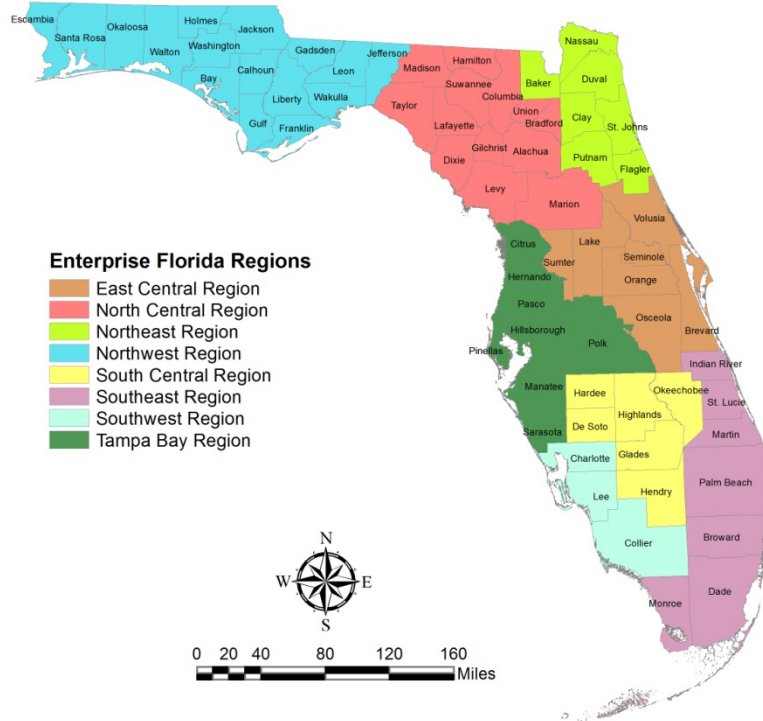 Escambia
Santa Rosa
Okaloosa
Holmes
Walton
Washington
Jackson
Bay
Calhoun
Gulf
Liberty
Gadsden
Franklin
Leon
Wakulla
Jefferson
Madison
Hamilton
Taylor
Suwannee
Columbia
Lafayette
Union
Bradford
Dixie
Gilchrist
Alachua
Levy
Marion
Baker
Nassau
Duval
Clay
St. Johns
Putnam
Flagler
Volusia
Citrus
Sumter
Lake
Seminole
Hernando
Orange
Pasco
Osceola
Brevard
Hillsborough
Pinellas
Polk
Indian River
Manatee
Hardee
Okeechobee
Highlands
St. Lucie
Sarasota
De Soto
Martin
Charlotte
Glades
Lee
Hendry
Palm Beach
Collier
Broward
Monroe
Dade
Enterprise Florida Regions
East Central Region
North Central Region
Northeast Region
Northwest Region
South Central Region
Southeast Region
Southwest Region
Tampa Bay Region
N
W
E
S
0 20 40 80 120 160
Miles